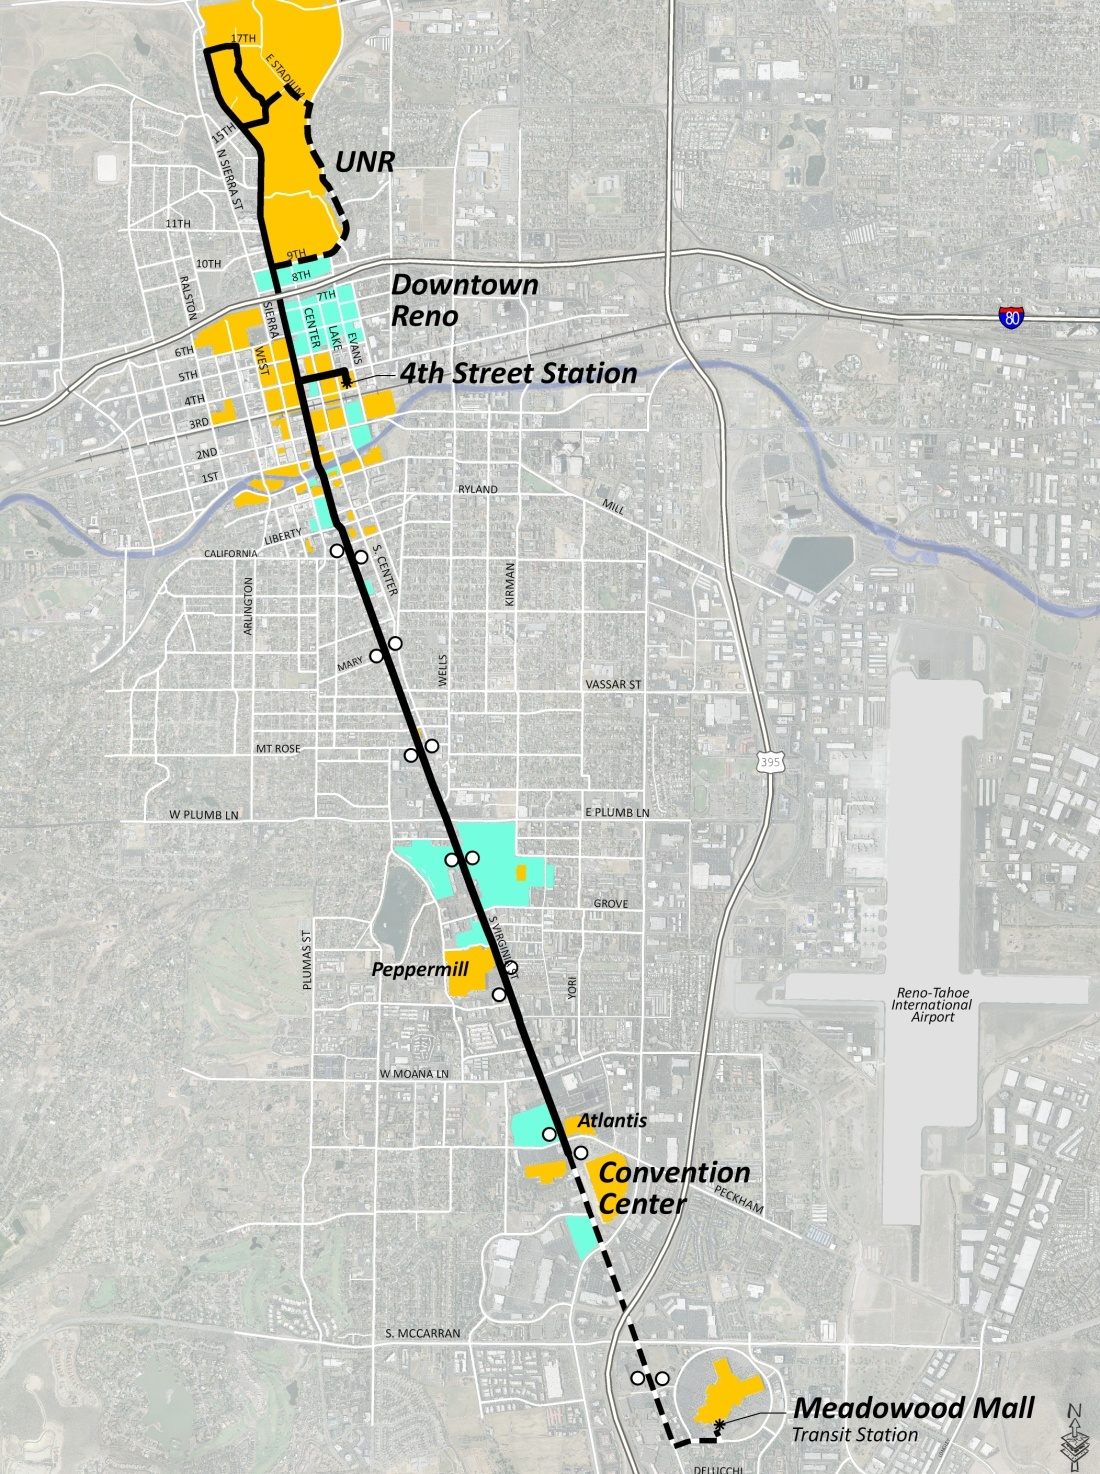 17TH
E STADIUM
15TH
UNR
N SIERRA ST
11TH
9TH
10TH
8TH
Downtown
Reno
RALSTON
7TH
SIERRA
CENTER
LAKE
EVANS
80
6TH
WEST
5TH
4th Street Station
4TH
3RD
2ND
1ST
RYLAND
MILL
LIBERTY
CALIFORNIA
S. CENTER
KIRMAN
ARLINGTON
MARY
WELLS
VASSAR ST
MT ROSE
395
W PLUMB LN
E PLUMB LN
GROVE
S VIRGINIA ST
PLUMAS ST
Peppermill
YORI
Reno-Tahoe
International
Airport
W MOANA LN
Atlantis
Convention
Center
PECKHAM
S. MCCARRAN
Meadowood Mall
Transit Station
N
DELUCCHI